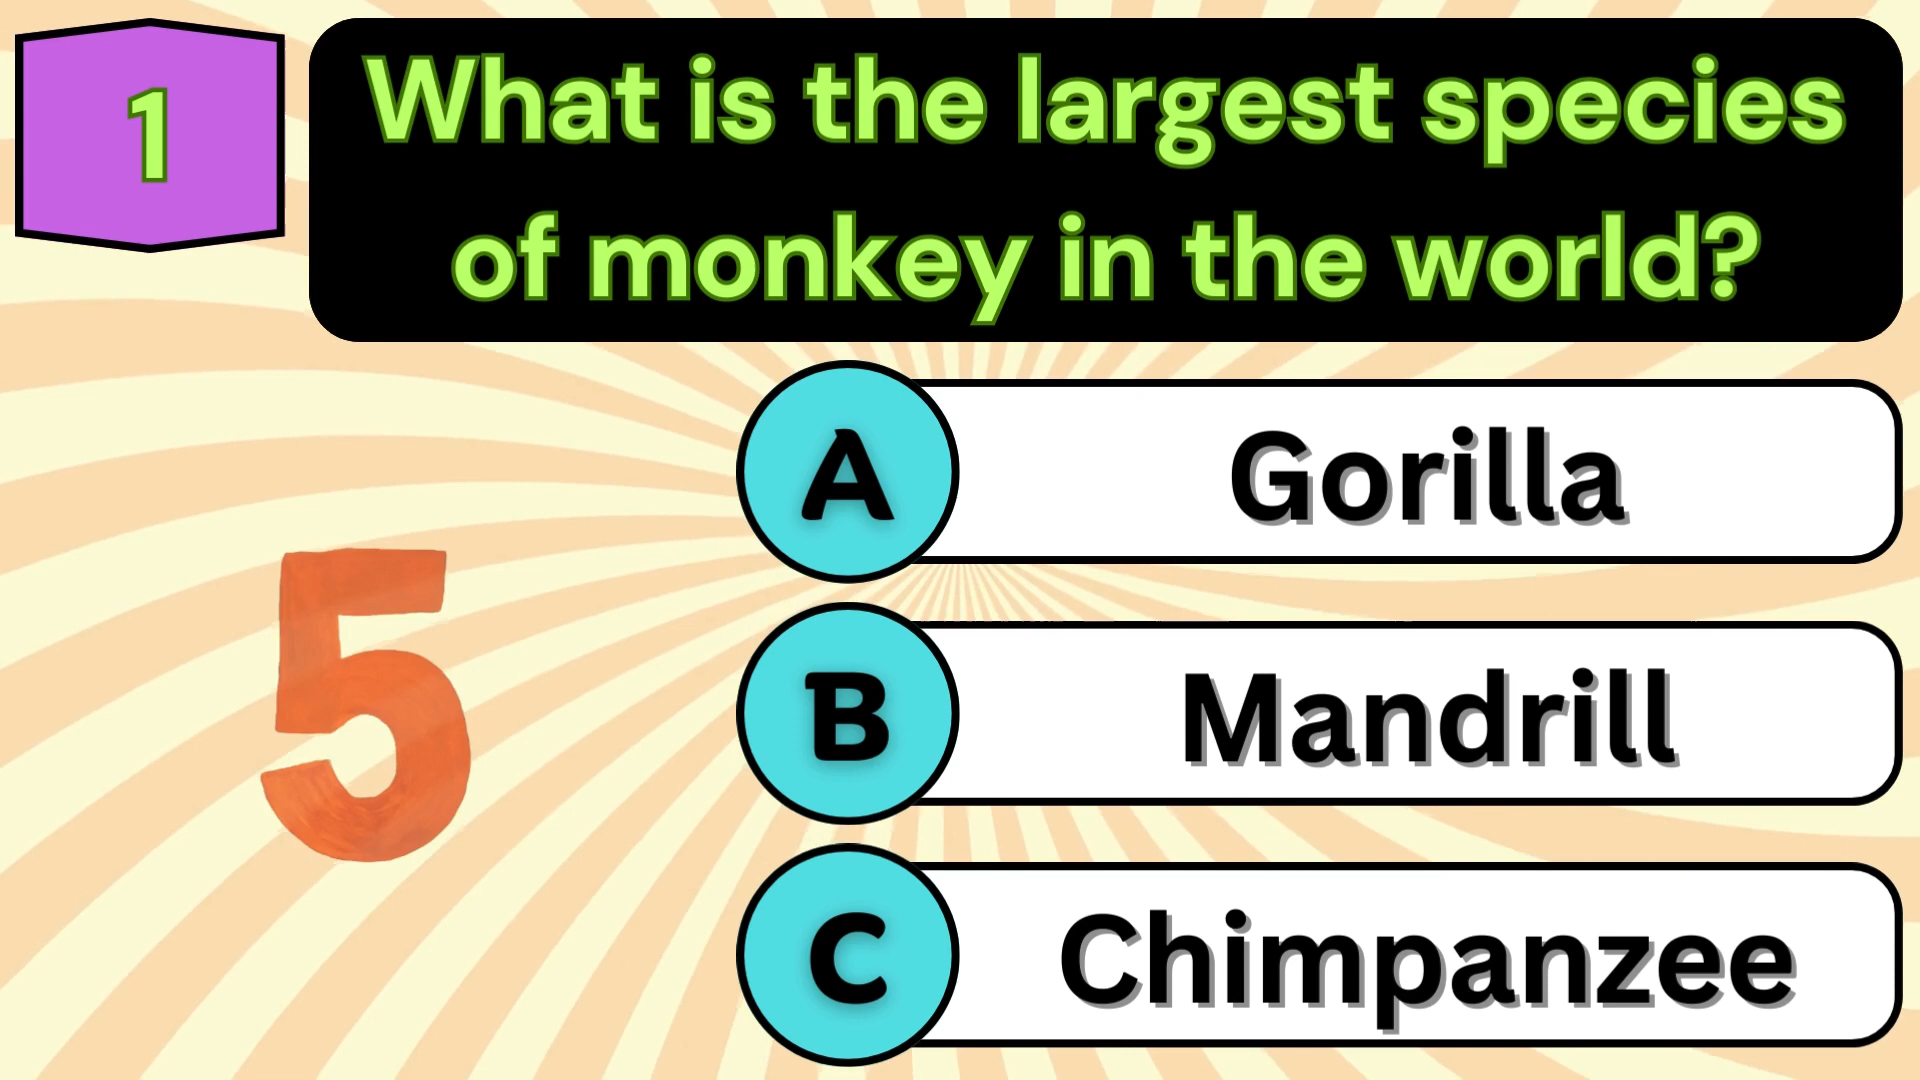 1
What is the largest species
of monkey in the world?
A
Gorilla
5
B
Mandrill
C
Chimpanzee